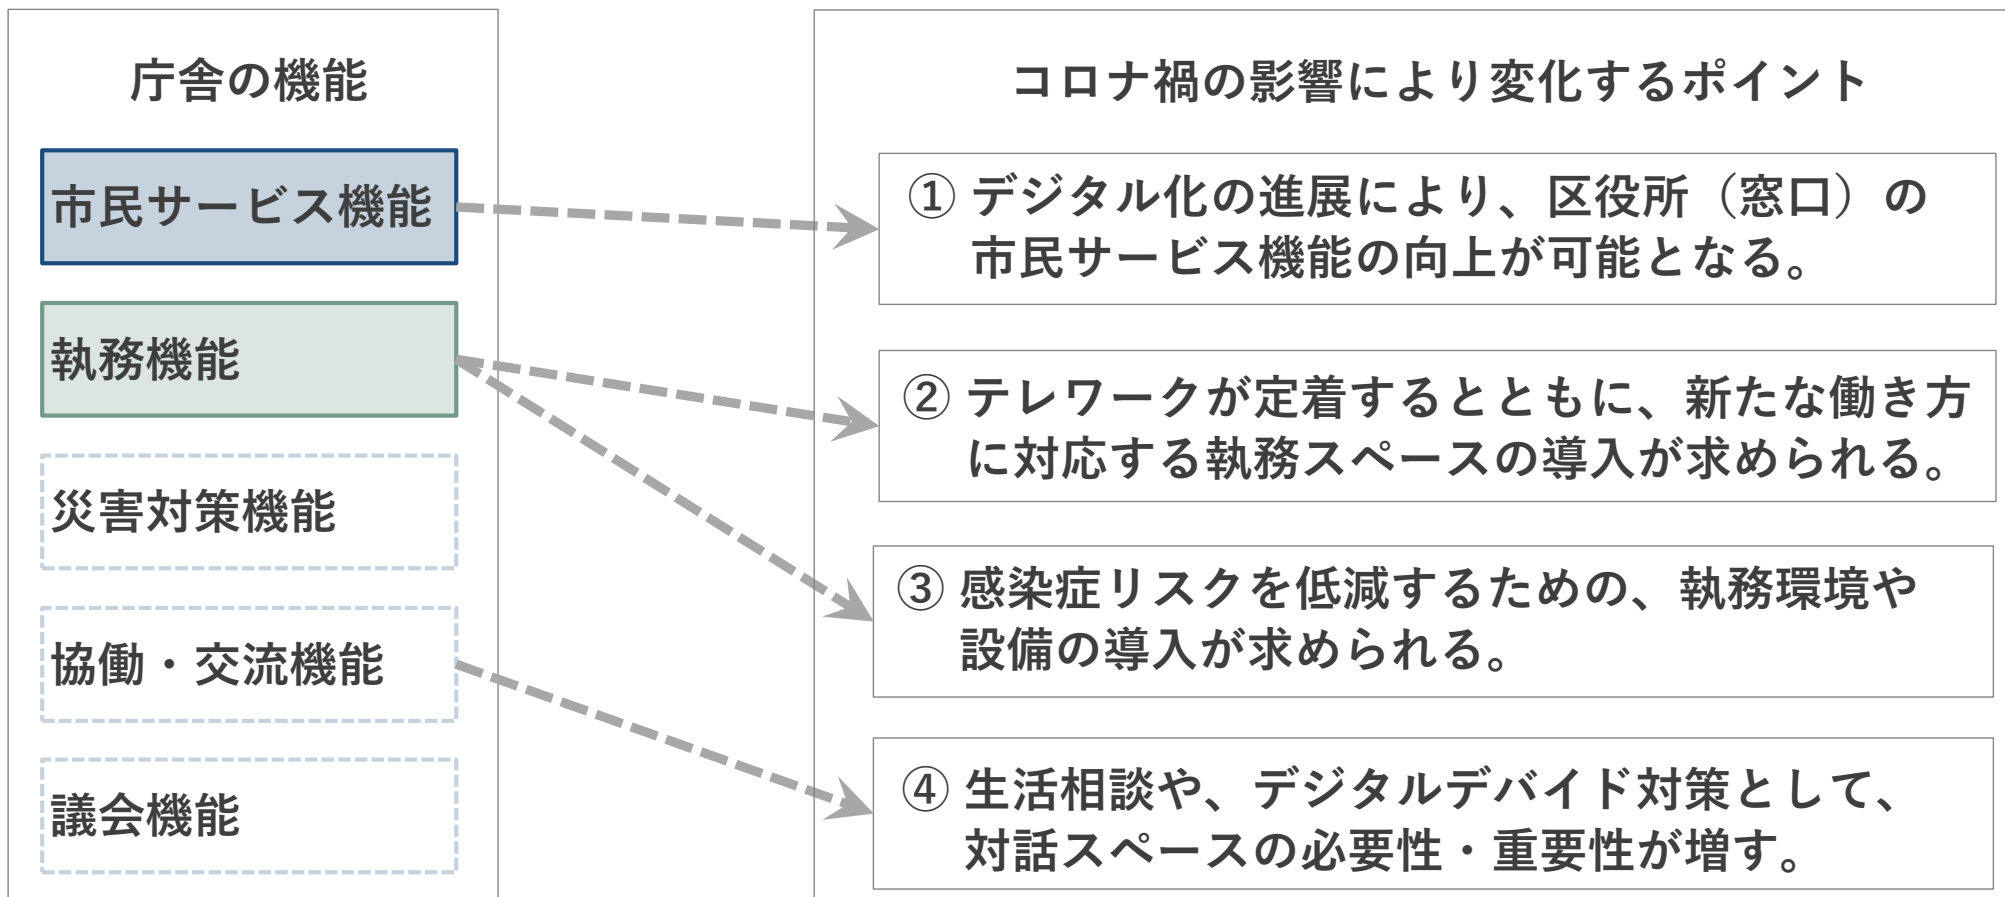 庁舎の機能
市民サービス機能
執務機能
災害対策機能
協働・交流機能
議会機能
コロナ禍の影響により変化するポイント
① デジタル化の進展により、区役所（窓口）の
市民サービス機能の向上が可能となる。
② テレワークが定着するとともに、新たな働き方
に対応する執務スペースの導入が求められる。
③ 感染症リスクを低減するための、執務環境や
設備の導入が求められる。
④ 生活相談や、デジタルデバイド対策として、
対話スペースの必要性・重要性が増す。